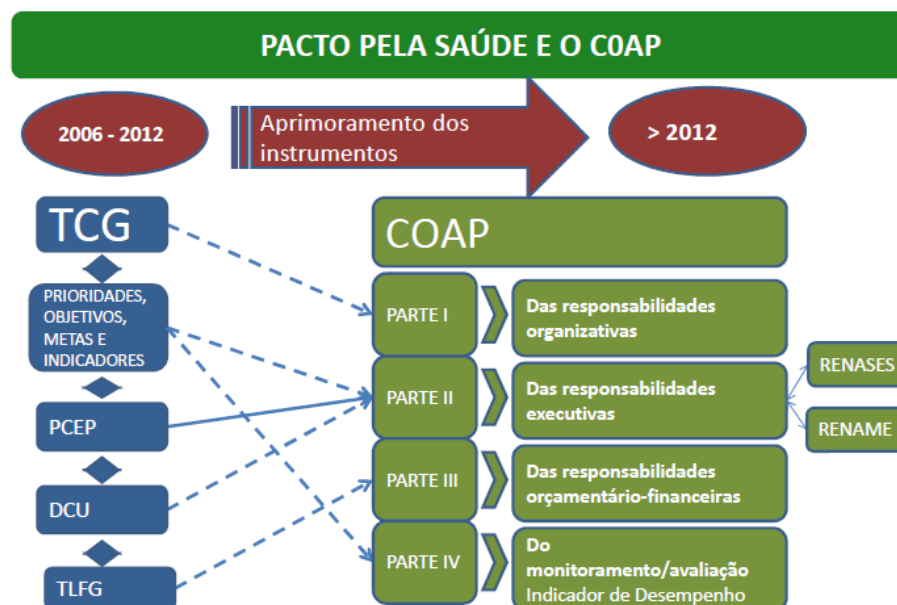 PACTO PELA SAÚDE E O C0AP
2006 - 2012
Aprimoramento dos
instrumentos
> 2012
TCG
PRIORIDADES,
OBJETIVOS,
METAS E
INDICADORES
PCEP
DCU
TLFG
COAP
PARTE I
Das responsabilidades
organizativas
PARTE II
Das responsabilidades
executivas
RENASES
RENAME
PARTE III
Das responsabilidades
orçamentário-financeiras
PARTE IV
Do
monitoramento/avaliação
Indicador de Desempenho